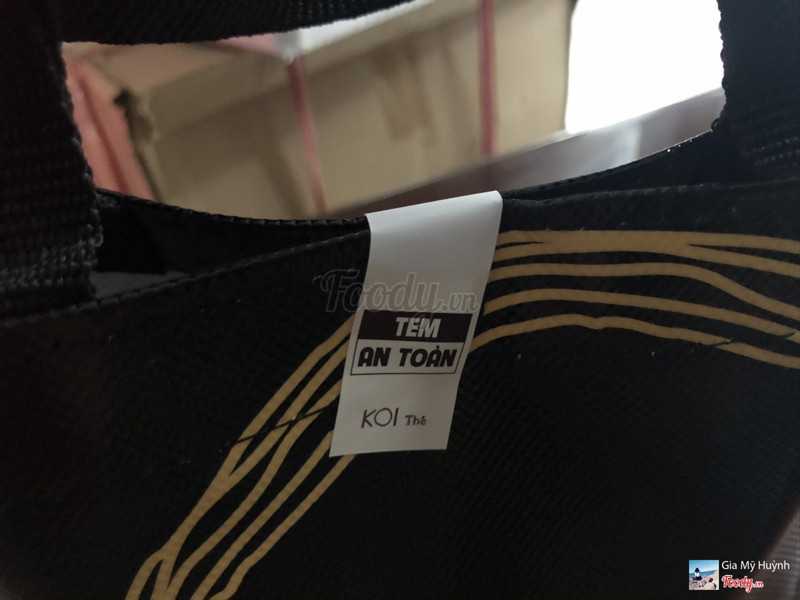 Foody.vn
TEM
AN TOÀN
KOI Thé
Gia Mỹ Huỳnh
Foody.vn